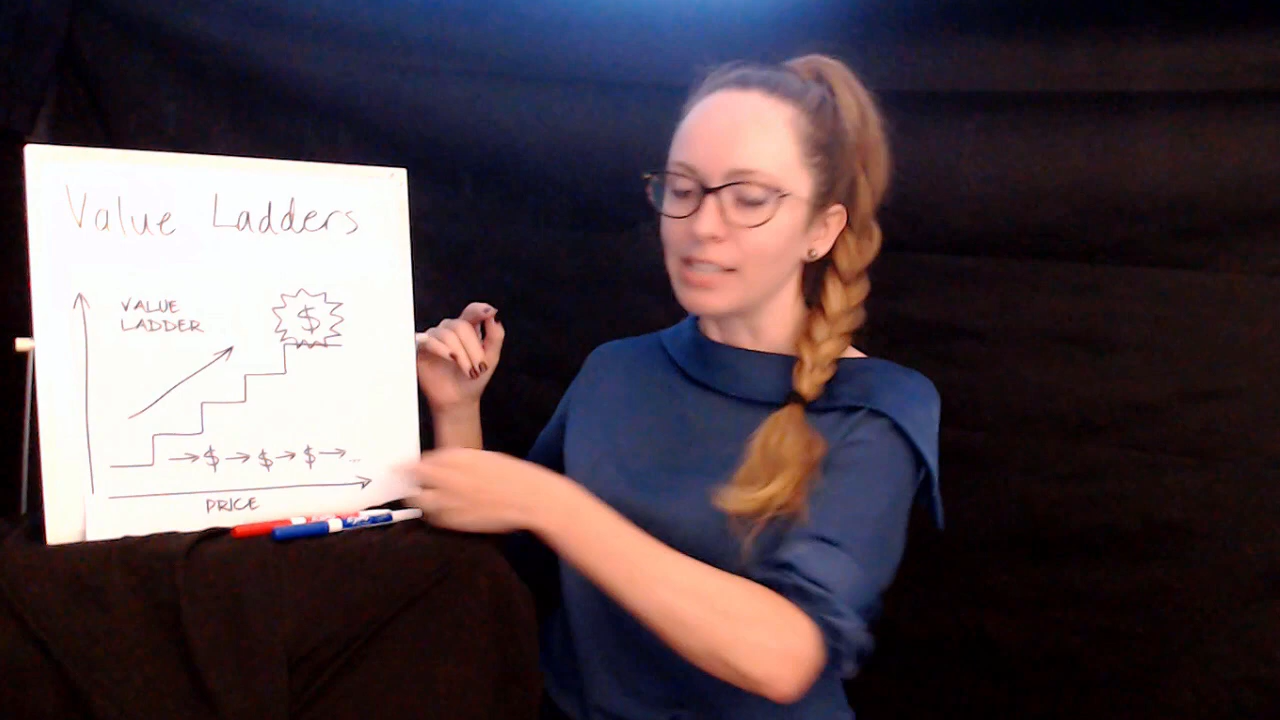 Value Ladders
VALUE
LADDER
$
→$→$→$→...
PRICE